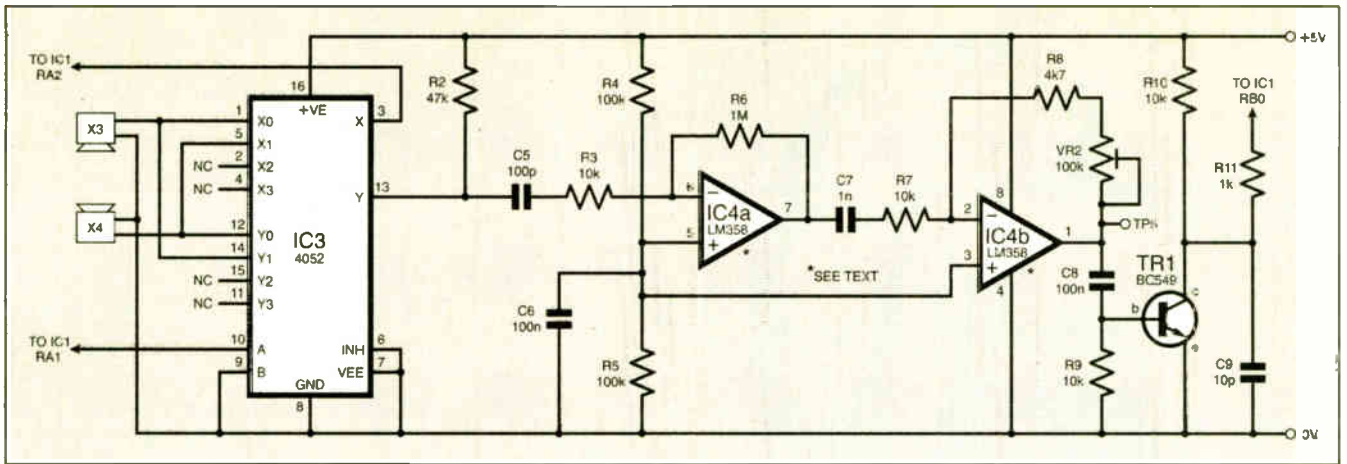 TO IC1
RA2
X3
X4
TO IC1
RA1
16
+VE
1 X0
5 X1
NC 2 X2
NC 4 X3
12 Y0
14 Y1
NC 15 Y2
NC 11 Y3
10 A
9 B
X 3
Y 13
IC3
4052
INH 6
VEE 7
GND
8
R2
47k
C5
100p
R3
10k
R4
100k
R6
1M
6 −
5 +
7
IC4a
LM358
*
*SEE TEXT
C6
100n
R5
100k
C7
1n
R7
10k
2 −
3 +
8
1
4
IC4b
LM358
*
R8
4k7
VR2
100k
C8
100n
R9
10k
TR1
BC549
b
c
e
R10
10k
TO IC1
RB0
R11
1k
C9
10p
+5V